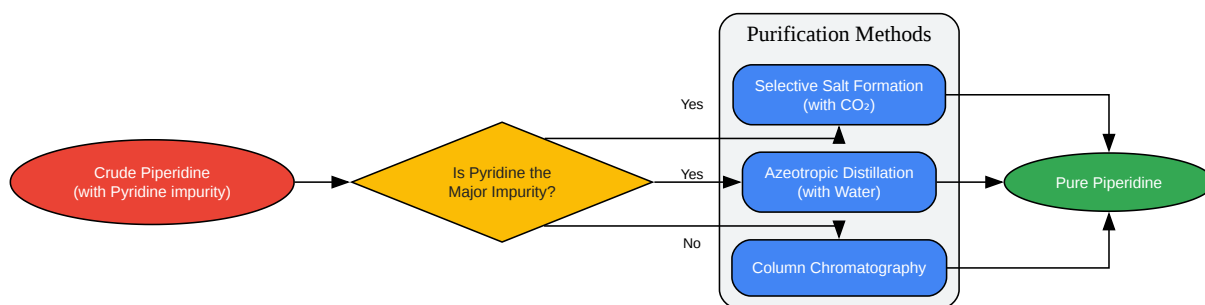 Purification Methods
Selective Salt Formation
(with CO₂)
Yes
Crude Piperidine
(with Pyridine impurity)
Is Pyridine the
Major Impurity?
Yes
Azeotropic Distillation
(with Water)
Pure Piperidine
No
Column Chromatography